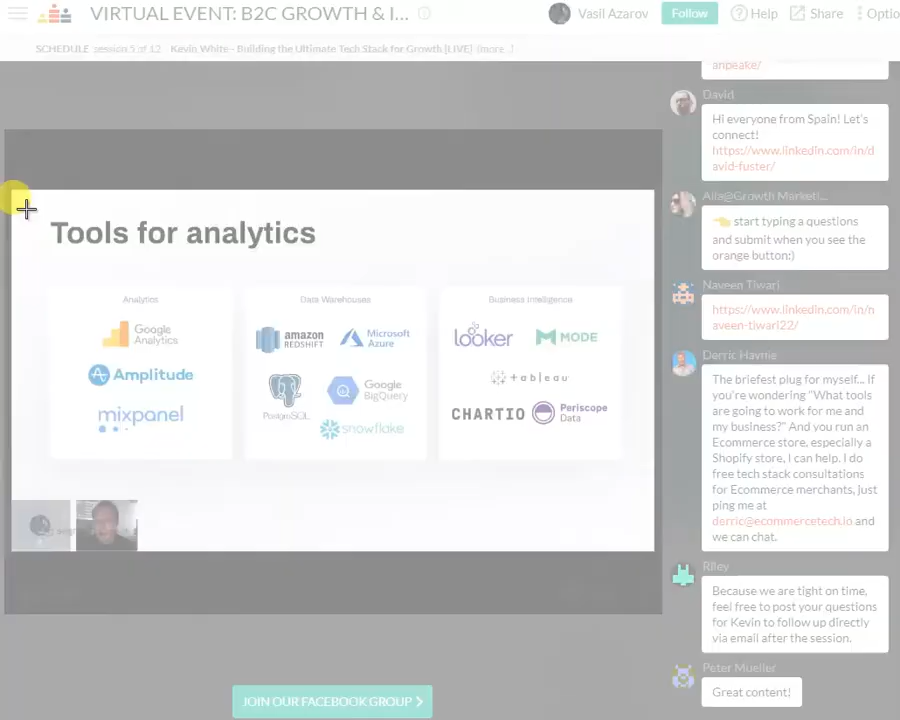 VIRTUAL EVENT: B2C GROWTH & I...
Vasil Azarov
Follow
Help
Share
Optio
SCHEDULE session 5 of 12 Kevin White - Building the Ultimate Tech Stack for Growth [LIVE] (more...)
Tools for analytics
Analytics
Google
Analytics
Amplitude
mixpanel
Data Warehouses
amazon
REDSHIFT
Microsoft
Azure
PostgreSQL
Google
BigQuery
snowflake
Business Intelligence
looker
MODE
+ableau
CHARTIO
Periscope
Data
JOIN OUR FACEBOOK GROUP
anpeake/
David
Hi everyone from Spain! Let's
connect!
https://www.linkedin.com/in/d
avid-fuster/
Alla@Growth Marketi...
start typing a questions
and submit when you see the
orange button:)
Naveen Tiwari
https://www.linkedin.com/in/n
aveen-tiwari22/
Derric Haynie
The briefest plug for myself... If
you're wondering "What tools
are going to work for me and
my business?" And you run an
Ecommerce store, especially a
Shopify store, I can help. I do
free tech stack consultations
for Ecommerce merchants, just
ping me at
derric@ecommercetech.io and
we can chat.
Riley
Because we are tight on time,
feel free to post your questions
for Kevin to follow up directly
via email after the session.
Peter Mueller
Great content!